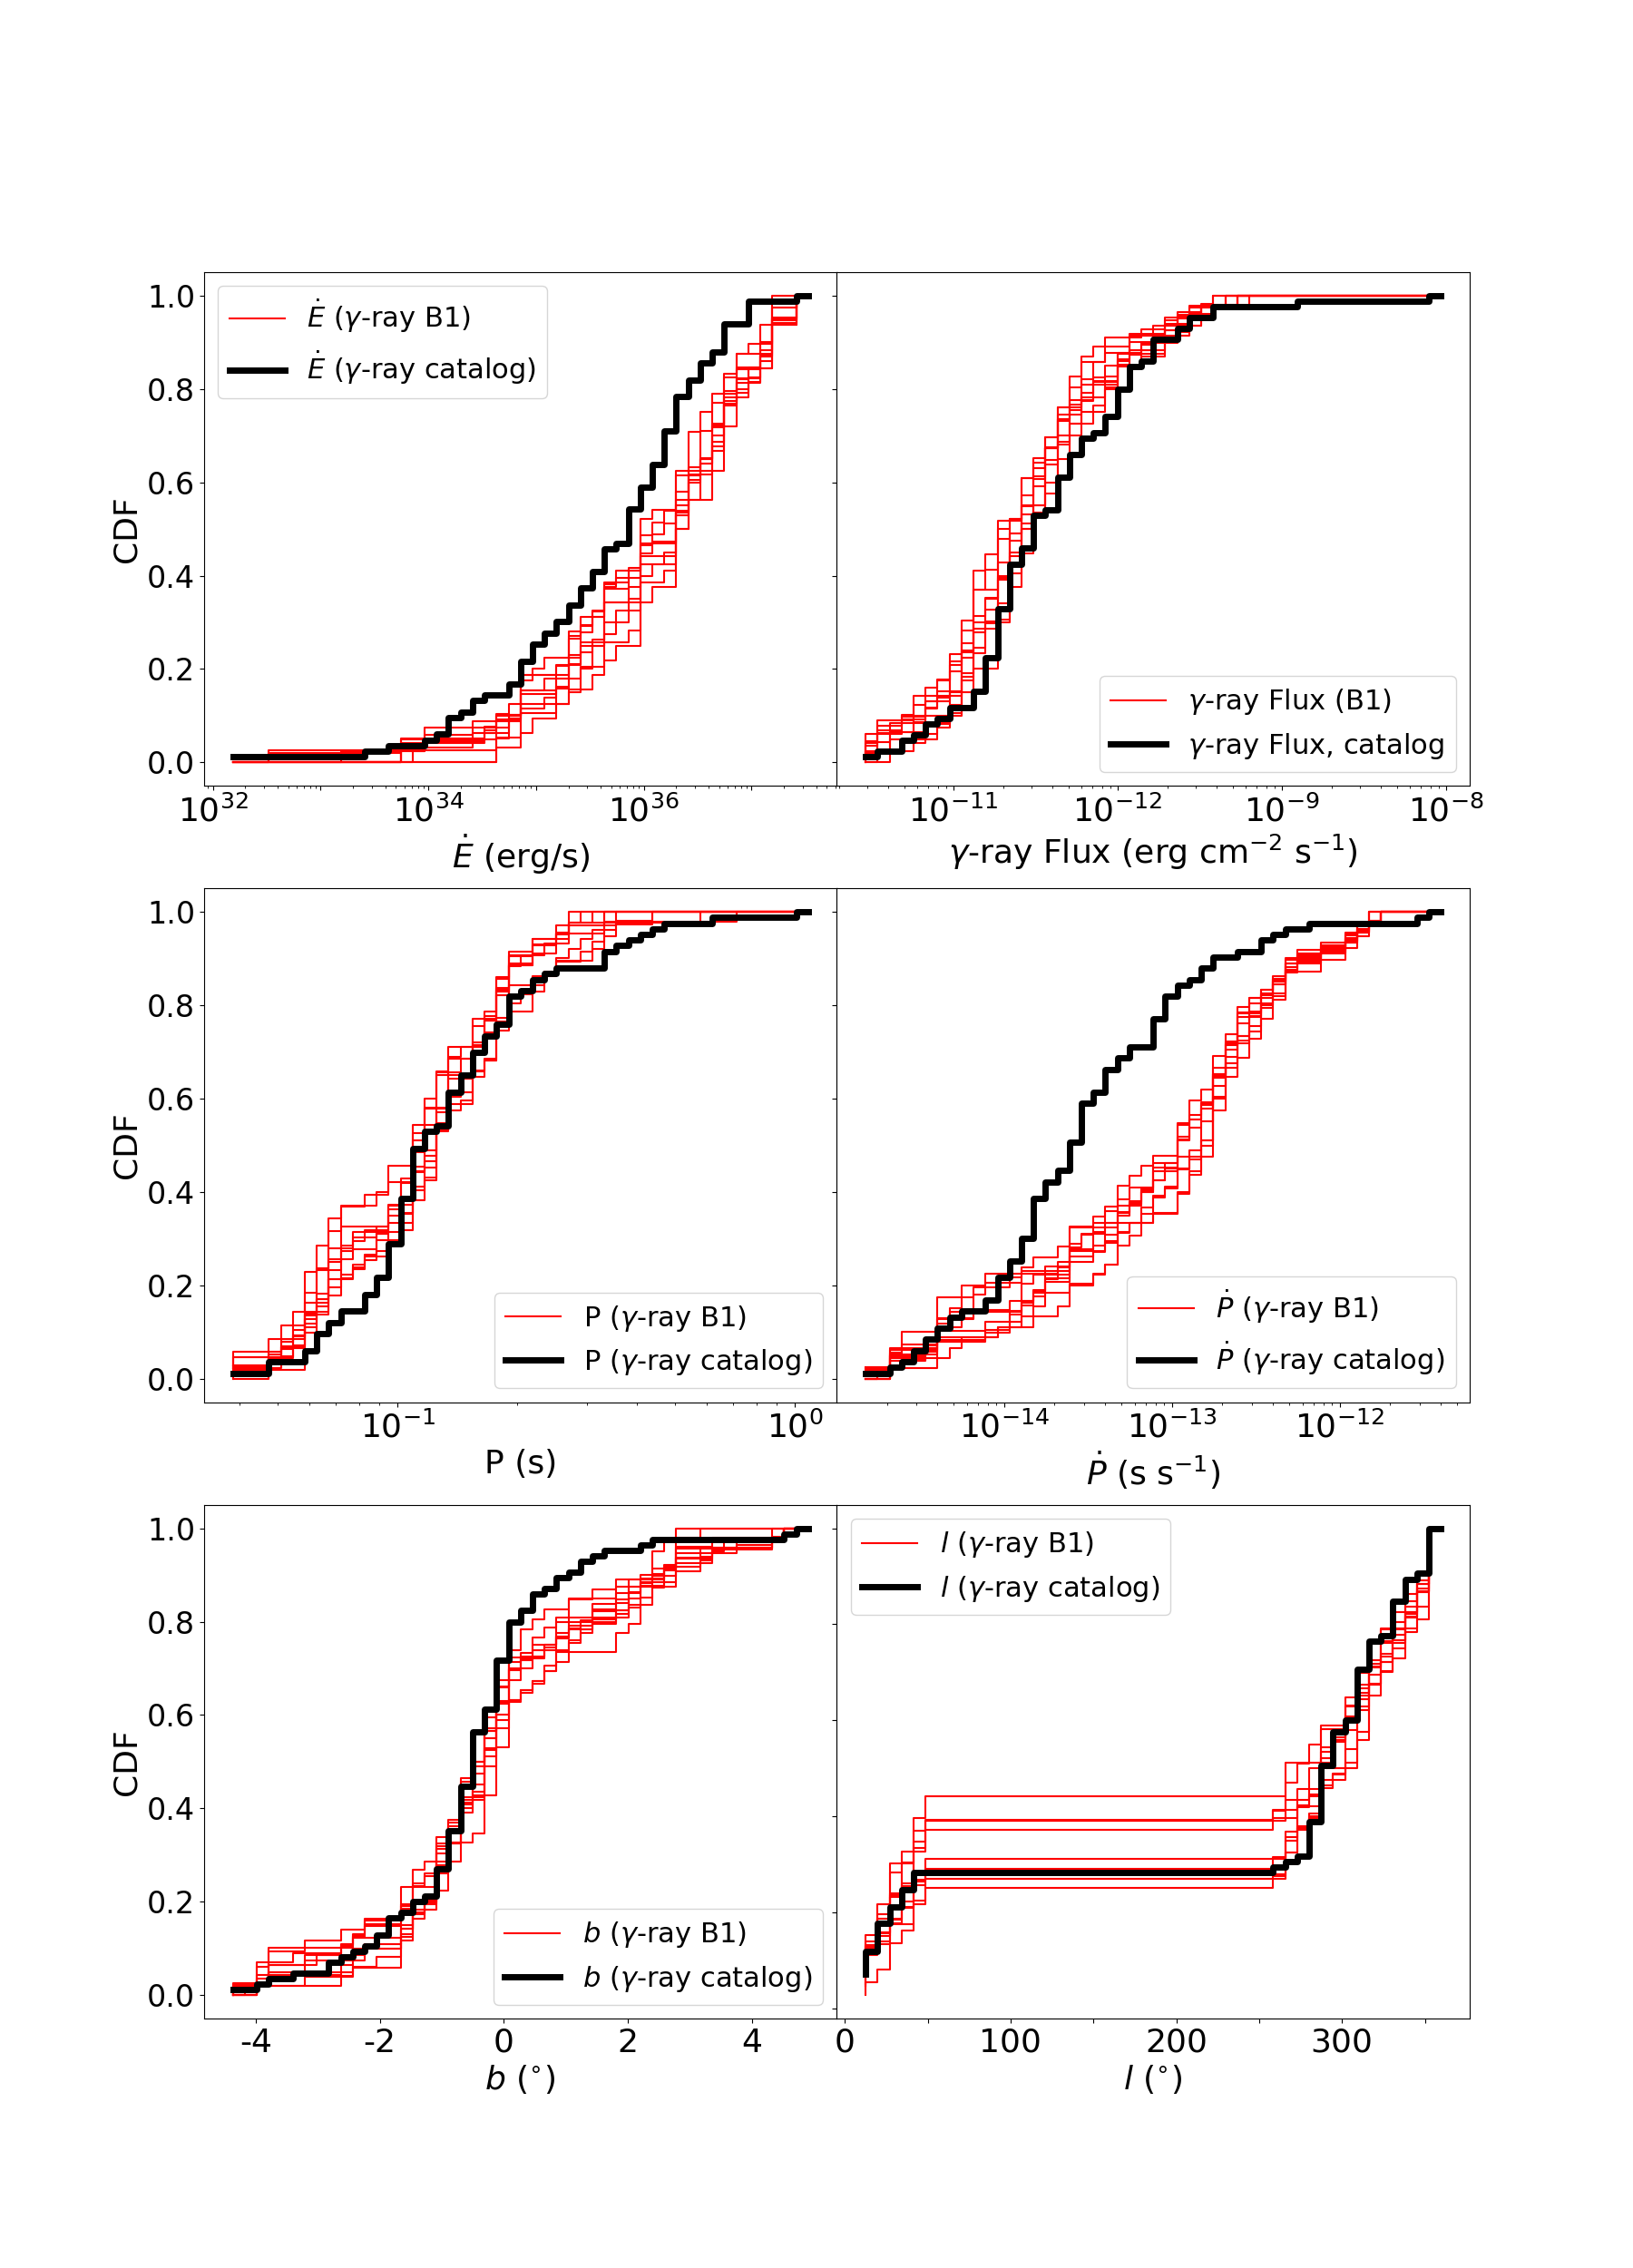 Ė (γ-ray B1)
Ė (γ-ray catalog)
1.0
0.8
0.6
0.4
0.2
0.0
CDF
10³² 10³⁴ 10³⁶
Ė (erg/s)
γ-ray Flux (B1)
γ-ray Flux, catalog
10⁻¹¹ 10⁻¹² 10⁻⁹ 10⁻⁸
γ-ray Flux (erg cm⁻² s⁻¹)
1.0
0.8
0.6
0.4
0.2
0.0
CDF
P (γ-ray B1)
P (γ-ray catalog)
10⁻¹ 10⁰
P (s)
Ṗ (γ-ray B1)
Ṗ (γ-ray catalog)
10⁻¹⁴ 10⁻¹³ 10⁻¹²
Ṗ (s s⁻¹)
1.0
0.8
0.6
0.4
0.2
0.0
CDF
b (γ-ray B1)
b (γ-ray catalog)
-4 -2 0 2 4
b (°)
l (γ-ray B1)
l (γ-ray catalog)
0 100 200 300
l (°)